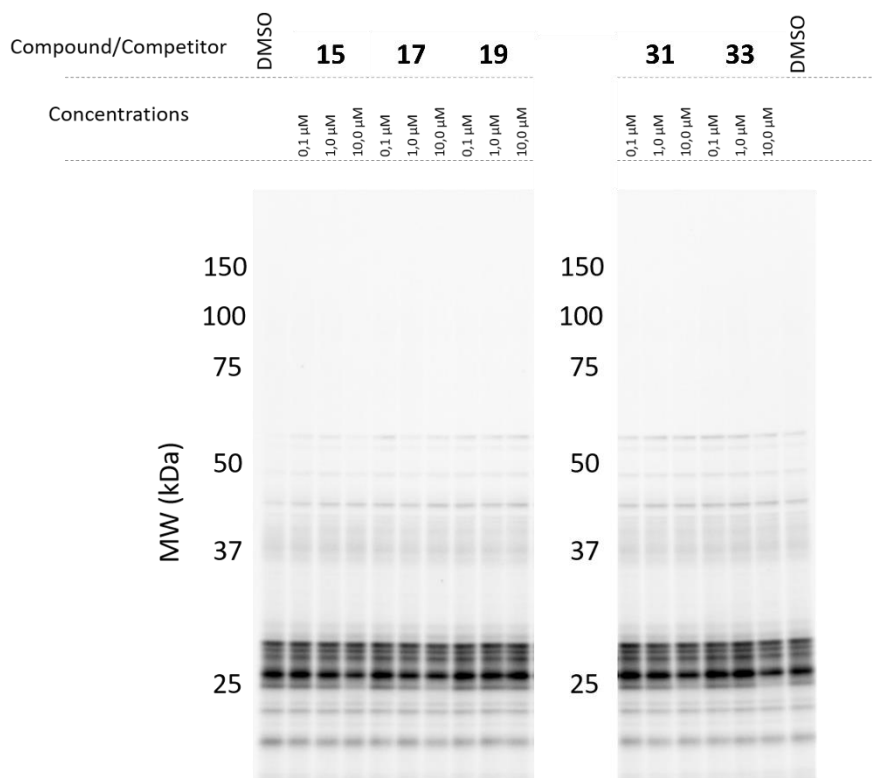 Compound/Competitor DMSO 15 17 19 31 33 DMSO
Concentrations 0,1 µM 1,0 µM 10,0 µM 0,1 µM 1,0 µM 10,0 µM 0,1 µM 1,0 µM 10,0 µM 0,1 µM 1,0 µM 10,0 µM 0,1 µM 1,0 µM 10,0 µM
150 150
100 100
75 75
50 50
37 37
25 25
MW (kDa)